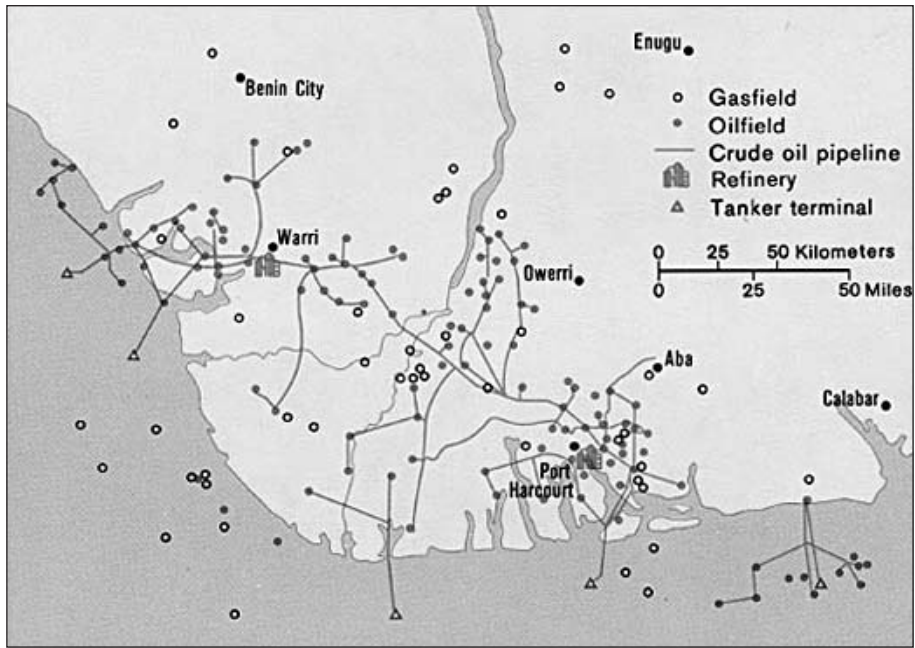 Enugu
Benin City
Gasfield
Oilfield
Crude oil pipeline
Refinery
Tanker terminal
Warri
0 25 50 Kilometers
0 25 50 Miles
Owerri
Aba
Calabar
Port
Harcourt